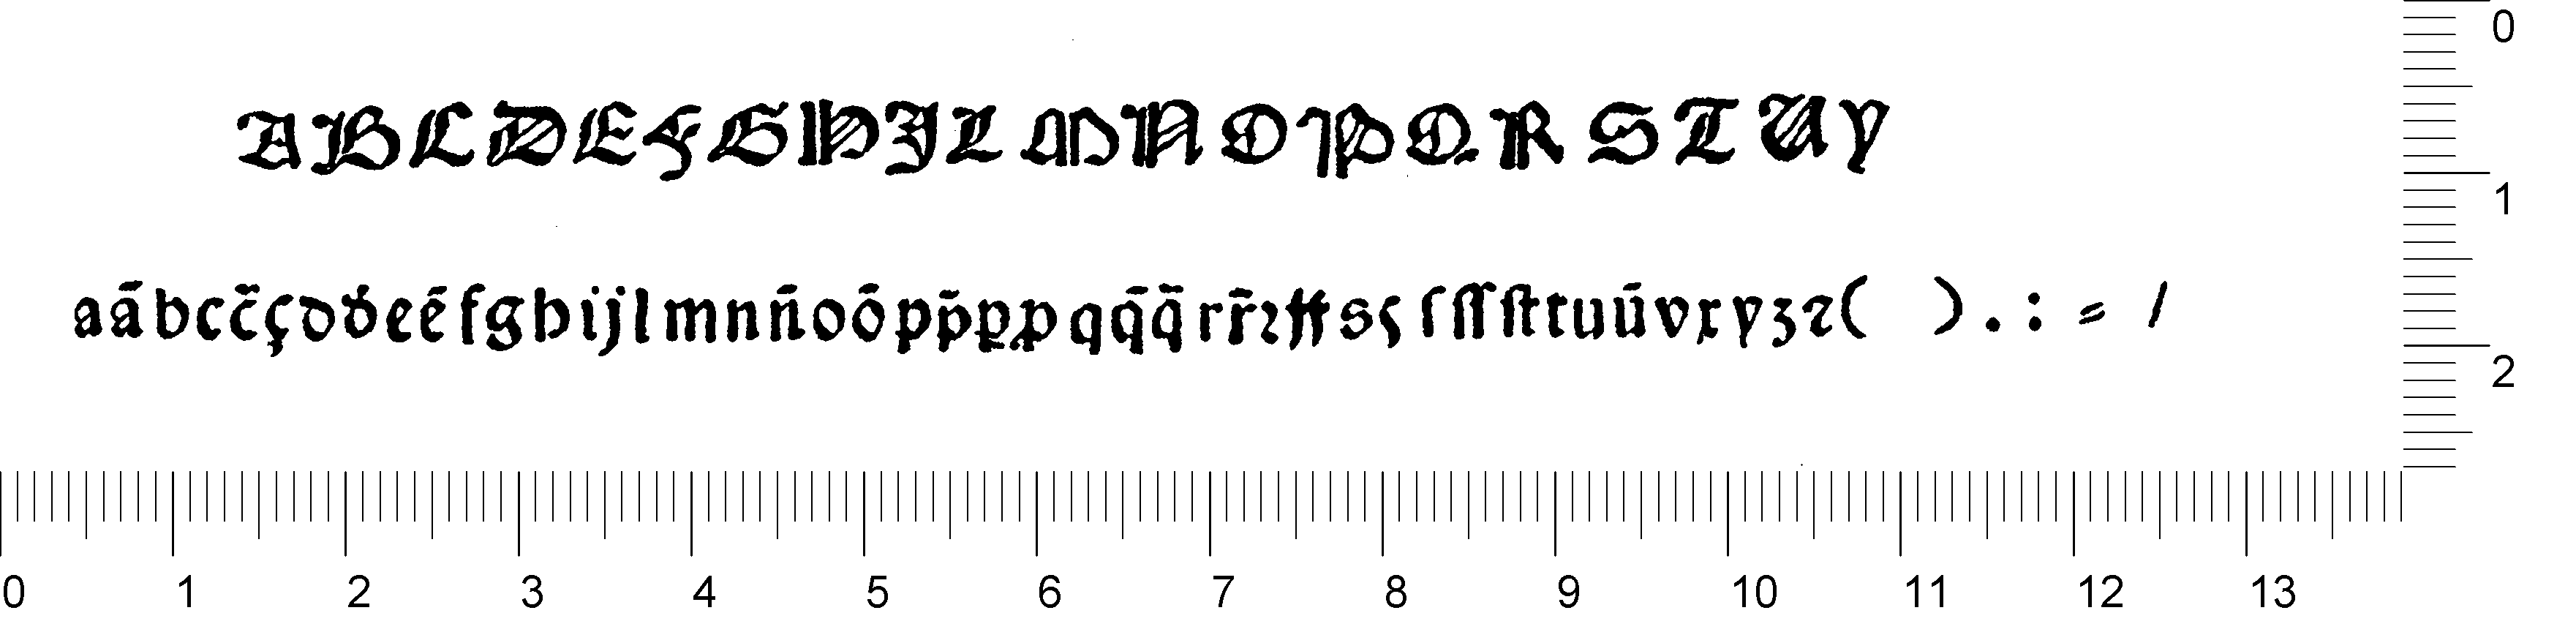 A B C D E F G H I L M N O P Q R S T U Y
a ã b c c̃ ç d d̄ e ē f g h i j l m n n̄ o ō p p̄ ꝑ ꝓ q q̄ q̃ r r̄ ꝛ ſſ s ς ſ ſſ ſt t u ū v x y ʒ ꝛ ( ) . : = /
0
1
2
0 1 2 3 4 5 6 7 8 9 10 11 12 13